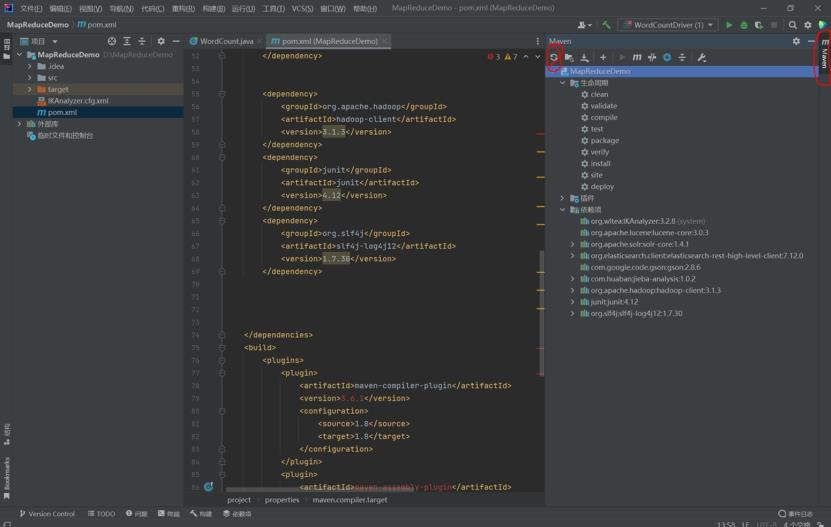 文件(F) 编辑(E) 视图(V) 导航(N) 代码(C) 重构(R) 构建(B) 运行(U) 工具(T) VCS(S) 窗口(W) 帮助(H) MapReduceDemo - pom.xml (MapReduceDemo)
MapReduceDemo pom.xml
WordCountDriver (1)
项目
MapReduceDemo D:\MapReduceDemo
.idea
src
target
IKAnalyzer.cfg.xml
pom.xml
外部库
临时文件和控制台
WordCount.java
pom.xml (MapReduceDemo)
3 7
52 </dependency>
53
54
55 <dependency>
56 <groupId>org.apache.hadoop</groupId>
57 <artifactId>hadoop-client</artifactId>
58 <version>3.1.3</version>
59 </dependency>
60 <dependency>
61 <groupId>junit</groupId>
62 <artifactId>junit</artifactId>
63 <version>4.12</version>
64 </dependency>
65 <dependency>
66 <groupId>org.slf4j</groupId>
67 <artifactId>slf4j-log4j12</artifactId>
68 <version>1.7.30</version>
69 </dependency>
70
71
72
73
74 </dependencies>
75 <build>
76 <plugins>
77 <plugin>
78 <artifactId>maven-compiler-plugin</artifactId>
79 <version>3.6.1</version>
80 <configuration>
81 <source>1.8</source>
82 <target>1.8</target>
83 </configuration>
84 </plugin>
85 <plugin>
86 <artifactId>maven-assembly-plugin</artifactId>
project properties maven.compiler.target
Maven
MapReduceDemo
生命周期
clean
validate
compile
test
package
verify
install
site
deploy
插件
依赖项
org.wltea:IKAnalyzer:3.2.8 (system)
org.apache.lucene:lucene-core:3.0.3
org.apache.solr:solr-core:1.4.1
org.elasticsearch.client:elasticsearch-rest-high-level-client:7.12.0
com.google.code.gson:gson:2.8.6
com.huaban:jieba-analysis:1.0.2
org.apache.hadoop:hadoop-client:3.1.3
junit:junit:4.12
org.slf4j:slf4j-log4j12:1.7.30
Maven
项目
结构
Bookmarks
Version Control TODO 问题 终端 构建 依赖项
事件日志
13:58 LF UTF-8 4 个空格